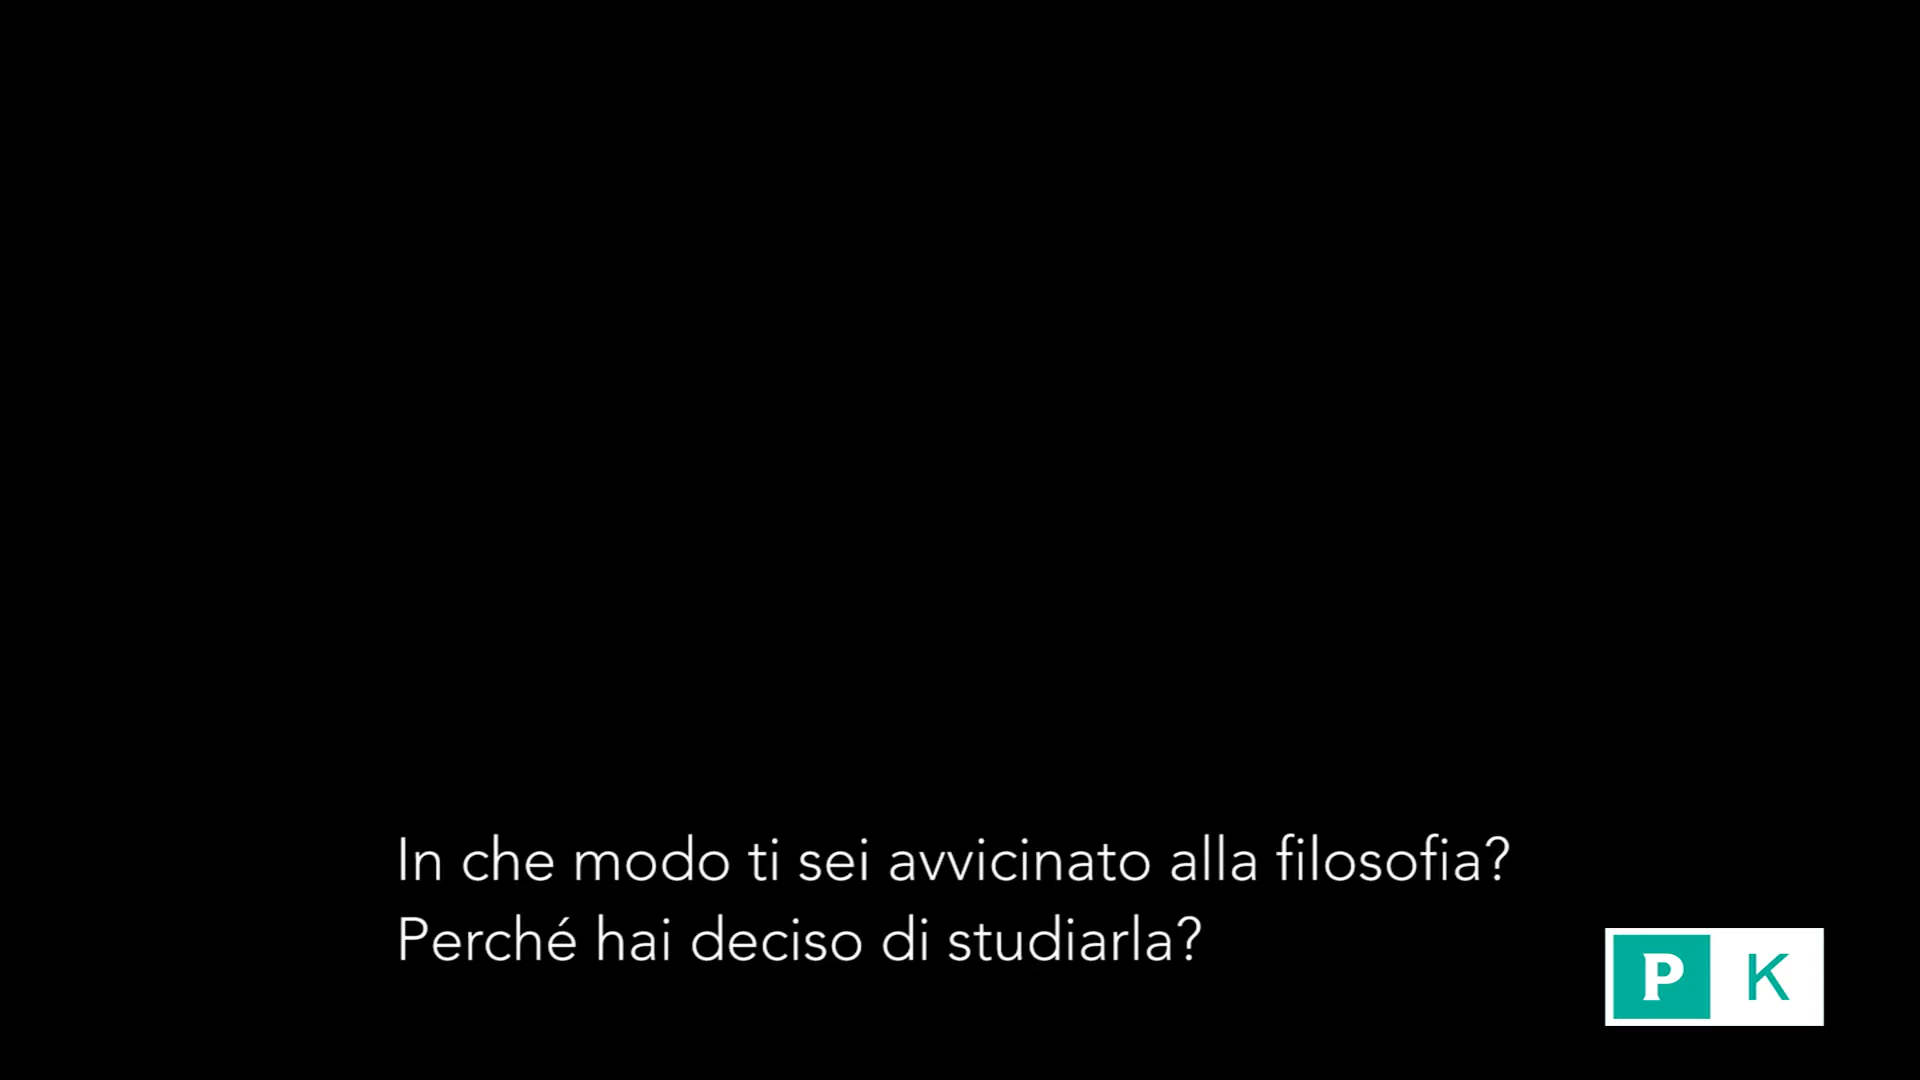 In che modo ti sei avvicinato alla filosofia?
Perché hai deciso di studiarla?
P K